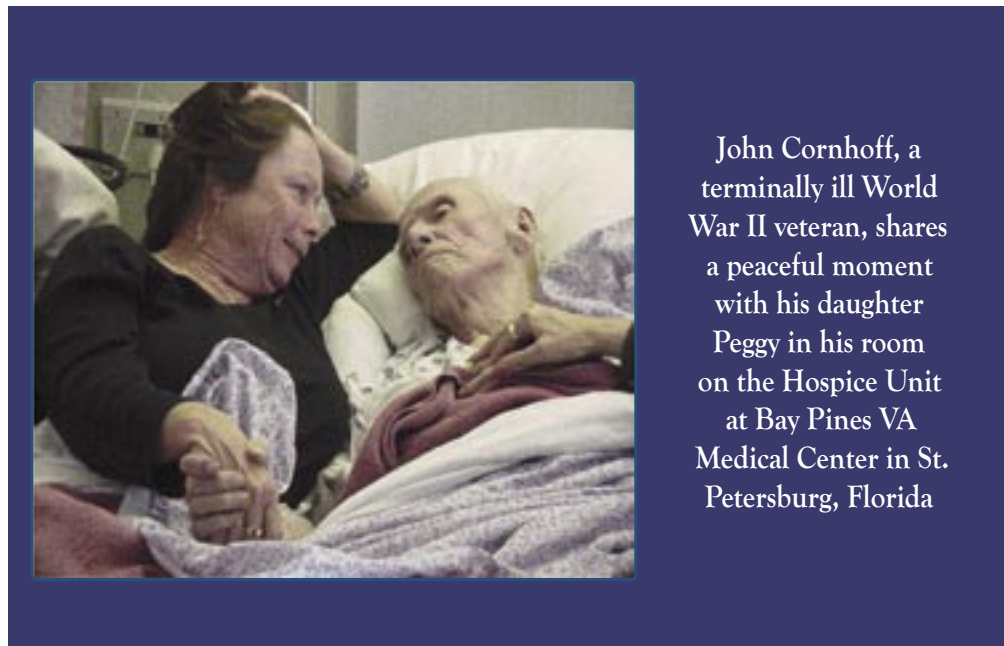 John Cornhoff, a
terminally ill World
War II veteran, shares
a peaceful moment
with his daughter
Peggy in his room
on the Hospice Unit
at Bay Pines VA
Medical Center in St.
Petersburg, Florida